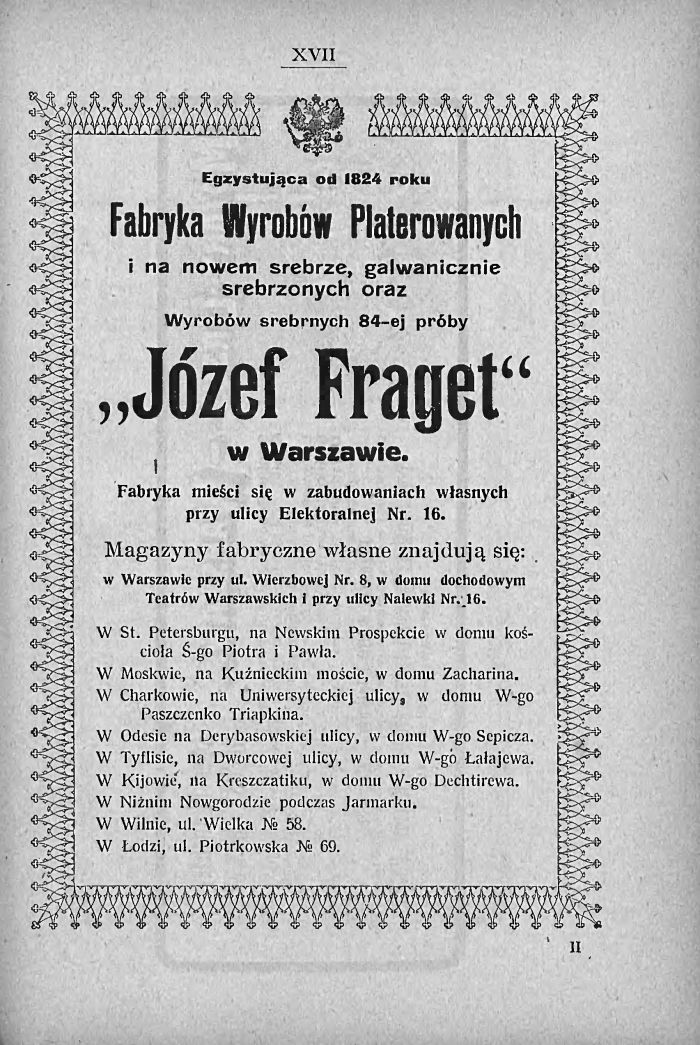 XVII
Egzystująca od 1824 roku
Fabryka Wyrobów Platerowanych
i na nowem srebrze, galwanicznie
srebrzonych oraz
Wyrobów srebrnych 84-ej próby
„Józef Fraget“
w Warszawie.
Fabryka mieści się w zabudowaniach własnych
przy ulicy Elektoralnej Nr. 16.
Magazyny fabryczne własne znajdują się:
w Warszawie przy ul. Wierzbowej Nr. 8, w domu dochodowym
Teatrów Warszawskich i przy ulicy Nalewki Nr. 16.
W St. Petersburgu, na Newskim Prospekcie w domu koś-
cioła Ś-go Piotra i Pawła.
W Moskwie, na Kuźnieckim moście, w domu Zacharina.
W Charkowie, na Uniwersyteckiej ulicy, w domu W-go
Paszczenko Triapkina.
W Odesie na Derybasowskiej ulicy, w domu W-go Sepicza.
W Tyflisie, na Dworcowej ulicy, w domu W-go Łałajewa.
W Kijowie, na Kreszczatiku, w domu W-go Dechtirewa.
W Niżnim Nowgorodzie podczas Jarmarku.
W Wilnie, ul. Wielka № 58.
W Łodzi, ul. Piotrkowska № 69.
II